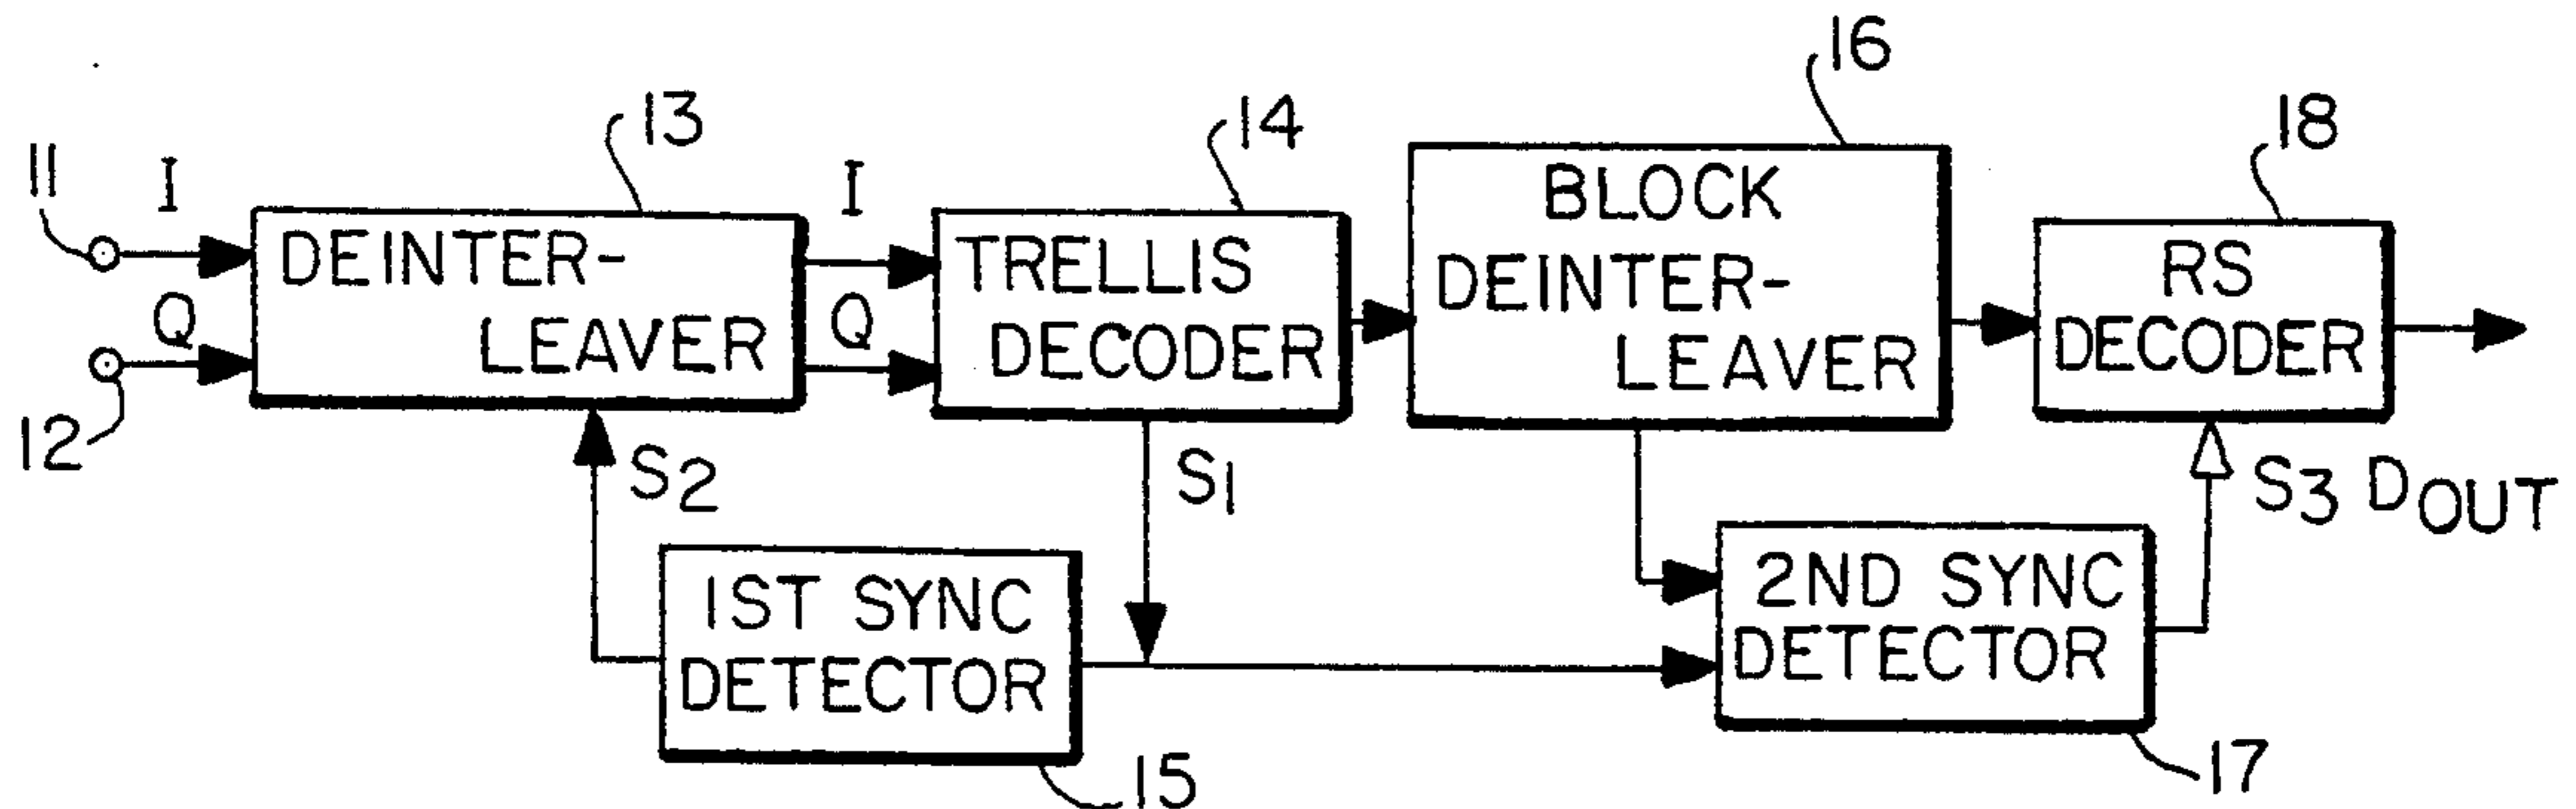 11
I
12
Q
13
DEINTER-
LEAVER
I
Q
14
TRELLIS
DECODER
16
BLOCK
DEINTER-
LEAVER
18
RS
DECODER
S2
S1
S3
DOUT
1ST SYNC
DETECTOR
15
2ND SYNC
DETECTOR
17